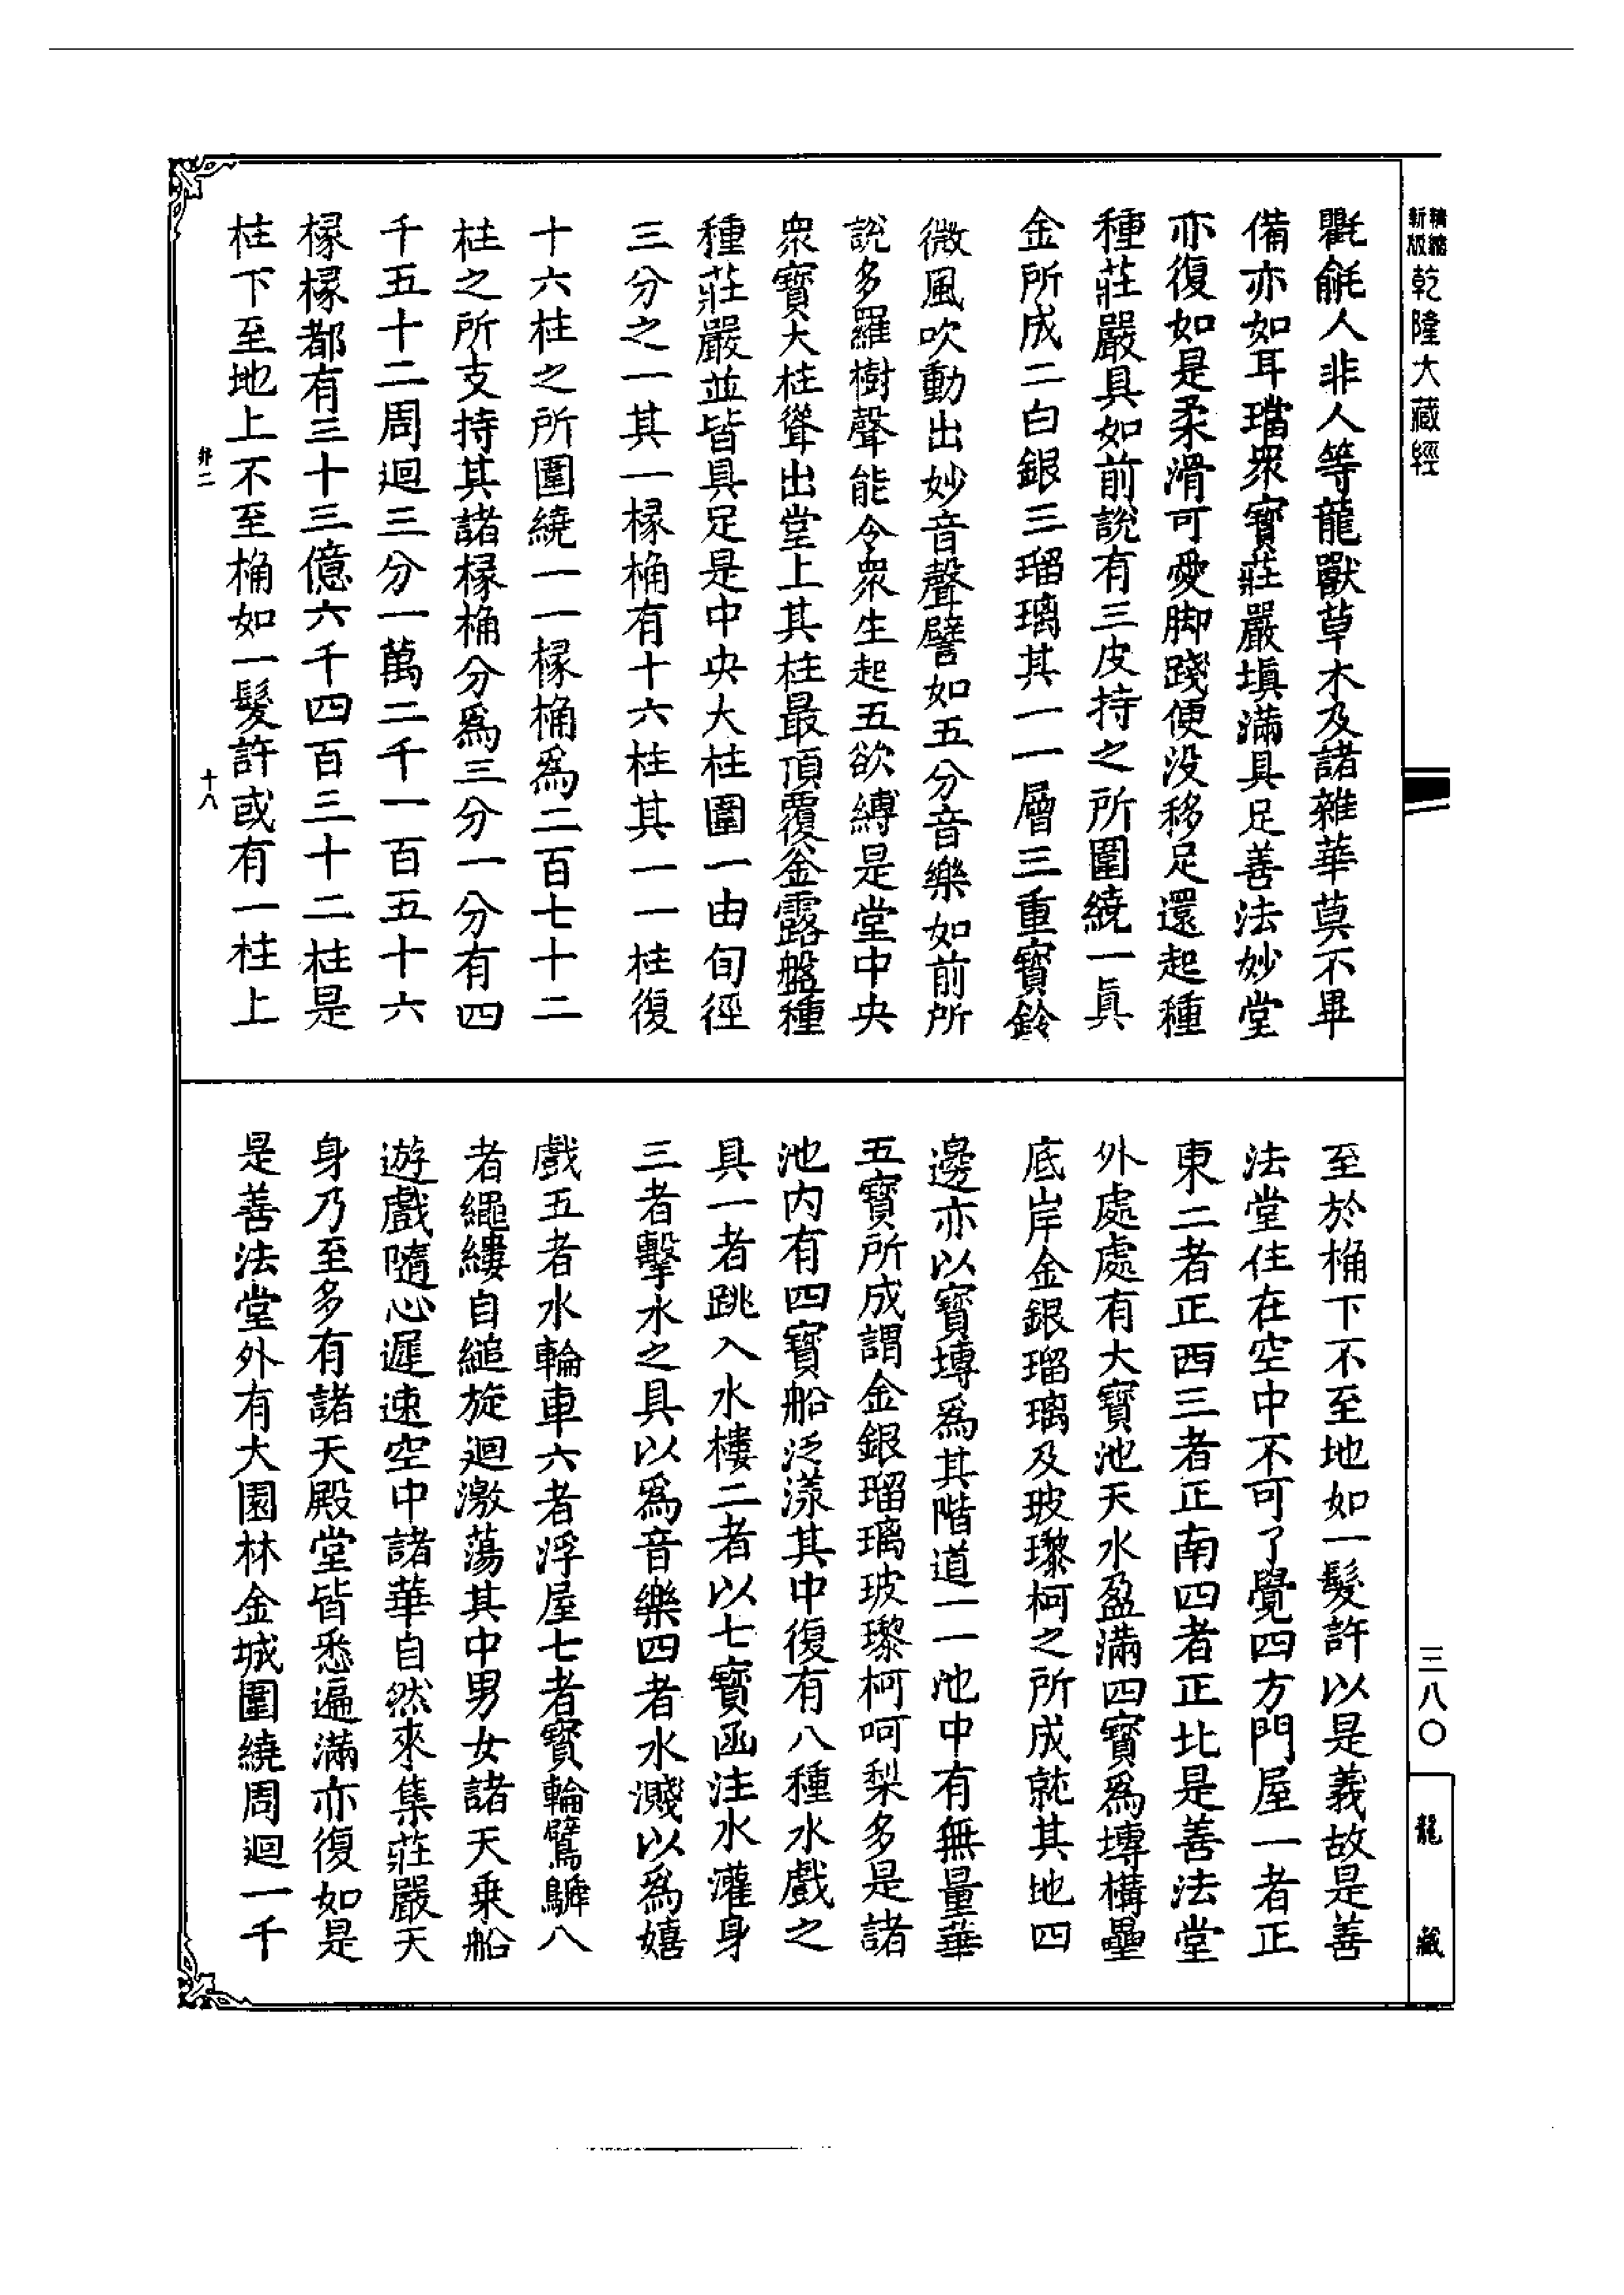 精縮新版乾隆大藏經
氍毹人非人等龍獸草木及諸雜華莫不畢
備亦如耳璫眾寶莊嚴填滿具足善法妙堂
亦復如是柔滑可愛脚踐便没移足還起種
種莊嚴具如前說有三皮持之所圍繞一眞
金所成二白銀三瑠璃其一一層三重寶鈴
微風吹動出妙音聲譬如五分音樂如前所
說多羅樹聲能令眾生起五欲縛是堂中央
眾寶大柱聳出堂上其柱最頂覆釜露盤種
種莊嚴並皆具足是中央大柱圍一由旬徑
三分之一其一椽桷有十六柱其一一柱復
十六柱之所圍繞一一椽桷爲二百七十二
柱之所支持其諸椽桷分爲三分一分有四
千五十二周迴三分一萬二千一百五十六
椽椽都有三十三億六千四百三十二柱是
柱下至地上不至桷如一髮許或有一柱上
十八
至於桷下不至地如一髮許以是義故是善
法堂住在空中不可了覺四方門屋一者正
東二者正西三者正南四者正北是善法堂
外處處有大寶池天水盈滿四寶爲塼構壘
底岸金銀瑠璃及玻瓈柯之所成就其地四
邊亦以寶塼爲其階道一一池中有無量華
五寶所成謂金銀瑠璃玻瓈柯呵梨多是諸
池内有四寶船泛漾其中復有八種水戲之
具一者跳入水樓二者以七寶函注水灌身
三者擊水之具以爲音樂四者水濺以爲嬉
戲五者水輪車六者浮屋七者寶輪鷿鷈八
者繩縷自縋旋迴激蕩其中男女諸天乗船
遊戲隨心遲速空中諸華自然來集莊嚴天
身乃至多有諸天殿堂皆悉遍滿亦復如是
是善法堂外有大園林金城圍繞周迴一千
三八〇
龍藏